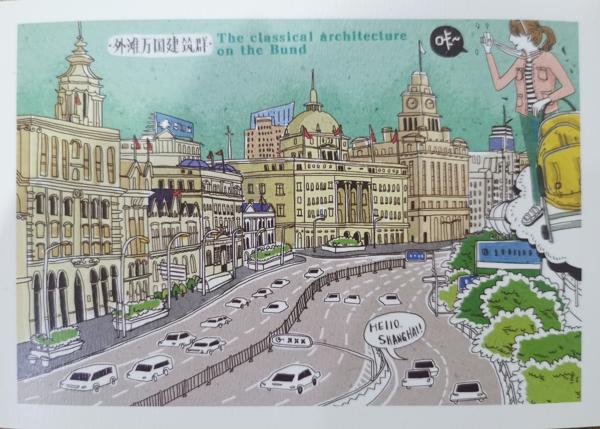 ·外滩万国建筑群·
The classical architecture
on the Bund
咔~
HELLO,
SHANGHAI!